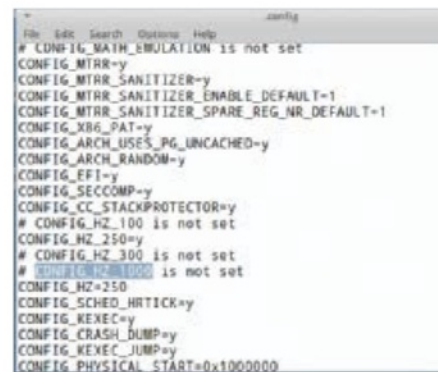 .config
File Edit Search Options Help
# CONFIG_MATH_EMULATION is not set
CONFIG_MTRR=y
CONFIG_MTRR_SANITIZER=y
CONFIG_MTRR_SANITIZER_ENABLE_DEFAULT=1
CONFIG_MTRR_SANITIZER_SPARE_REG_NR_DEFAULT=1
CONFIG_X86_PAT=y
CONFIG_ARCH_USES_PG_UNCACHED=y
CONFIG_ARCH_RANDOM=y
CONFIG_EFI=y
CONFIG_SECCOMP=y
CONFIG_CC_STACKPROTECTOR=y
# CONFIG_HZ_100 is not set
CONFIG_HZ_250=y
# CONFIG_HZ_300 is not set
# CONFIG_HZ_1000 is not set
CONFIG_HZ=250
CONFIG_SCHED_HRTICK=y
CONFIG_KEXEC=y
CONFIG_CRASH_DUMP=y
CONFIG_KEXEC_JUMP=y
CONFIG_PHYSICAL_START=0x1000000